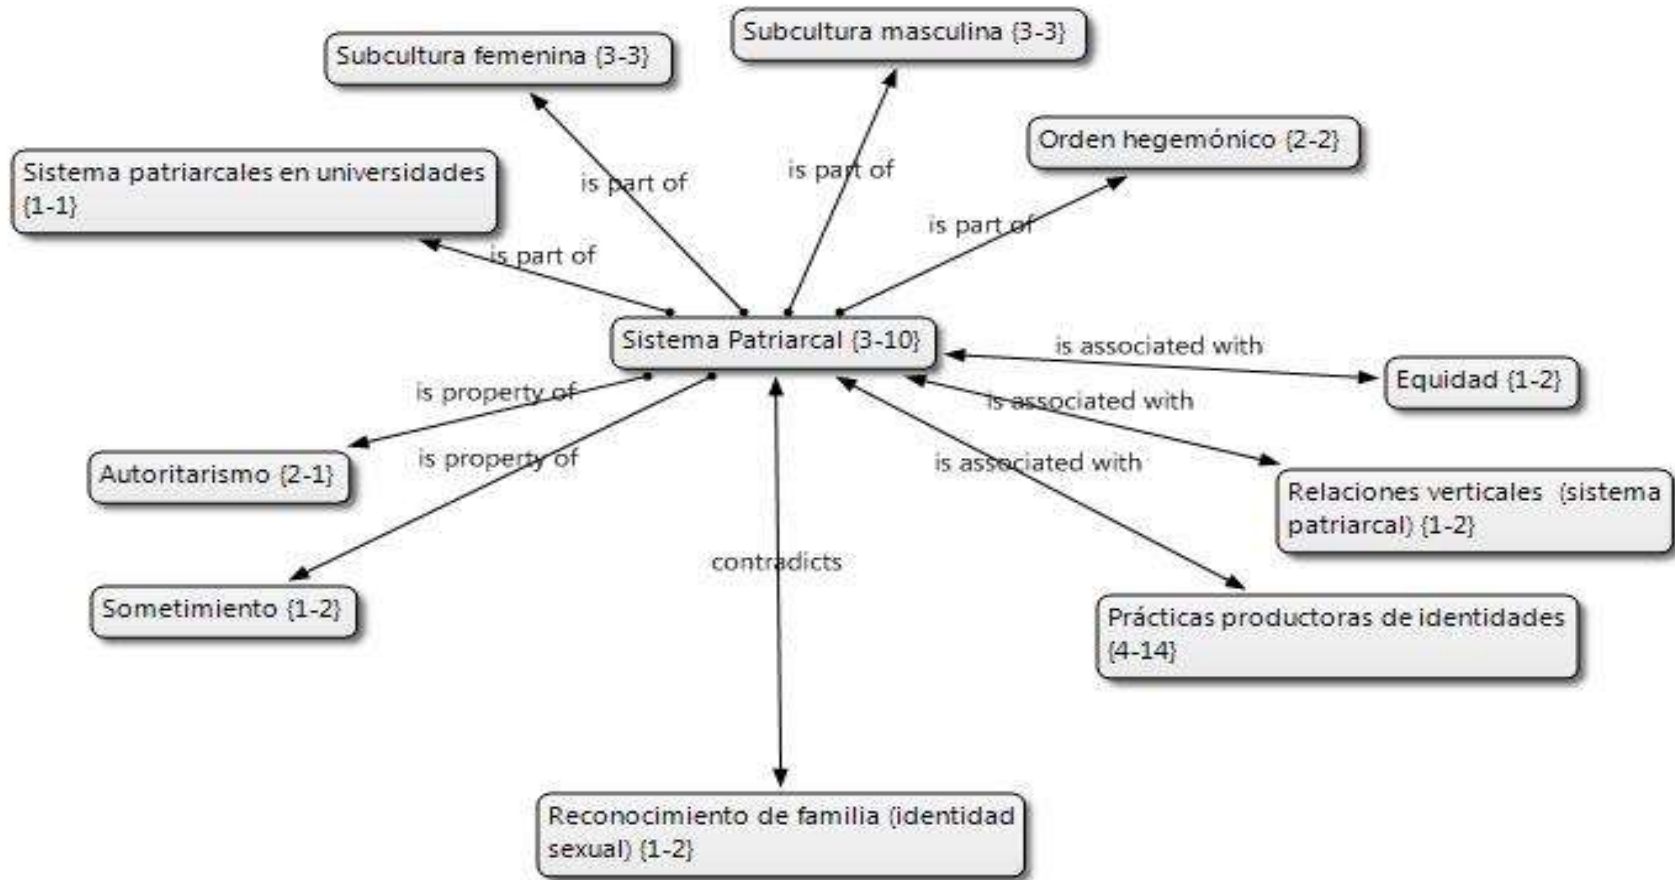 Subcultura masculina {3-3}
Subcultura femenina {3-3}
Orden hegemónico {2-2}
Sistema patriarcales en universidades
{1-1}
is part of
is part of
is part of
is part of
Sistema Patriarcal {3-10}
is associated with
Equidad {1-2}
is property of
is associated with
Autoritarismo {2-1}
is property of
is associated with
Relaciones verticales (sistema
patriarcal) {1-2}
contradicts
Sometimiento {1-2}
Prácticas productoras de identidades
{4-14}
Reconocimiento de familia (identidad
sexual) {1-2}